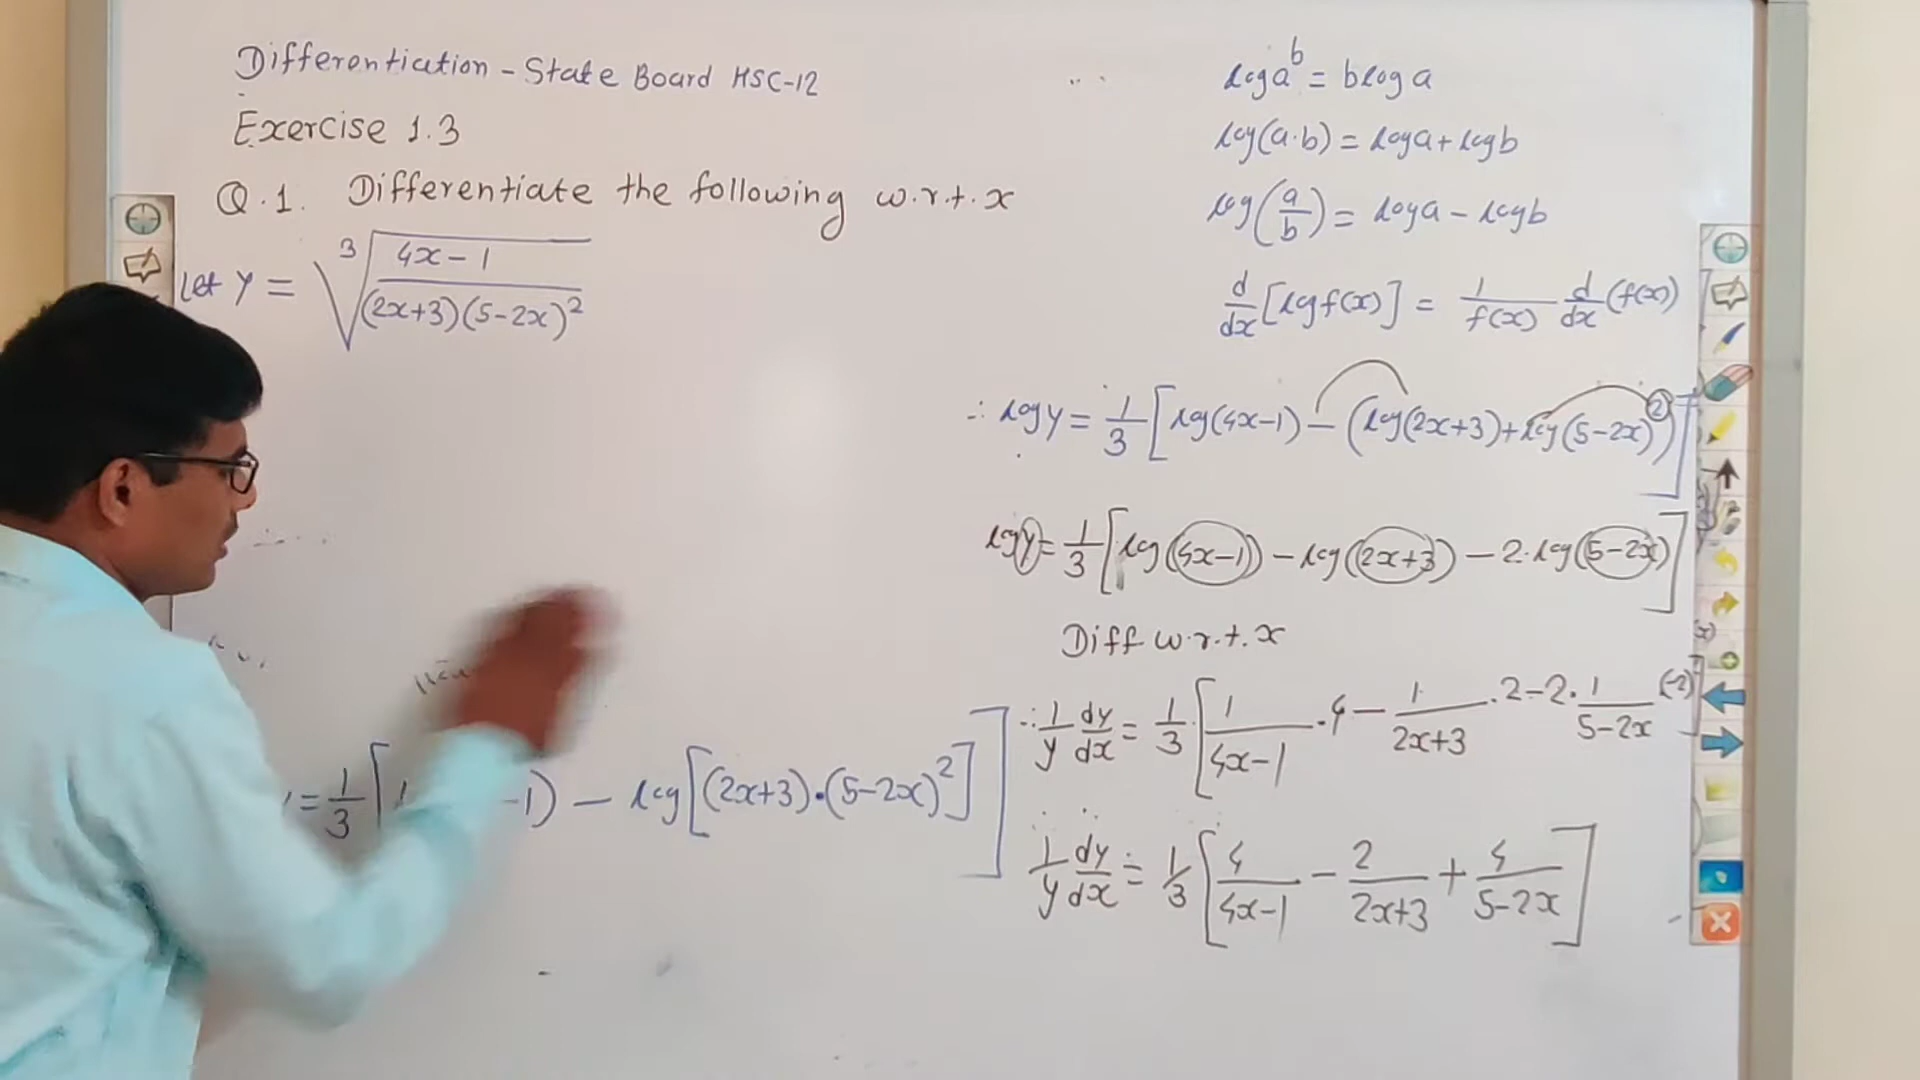 Differentiation - State Board HSC-12
Exercise 1.3
Q.1. Differentiate the following w.r.t. x
Let y = ∛((4x-1)/((2x+3)(5-2x)²))
= 1/3 [ -1) - log[(2x+3)·(5-2x)²]]
log a^b = b log a
log(a·b) = log a + log b
log(a/b) = log a - log b
d/dx [log f(x)] = 1/f(x) d/dx (f(x))
∴ log y = 1/3 [log(4x-1) - (log(2x+3) + log(5-2x)²)]
log y = 1/3 [log(4x-1) - log(2x+3) - 2·log(5-2x)]
Diff w.r.t. x
∴ 1/y dy/dx = 1/3 [1/(4x-1) · 4 - 1/(2x+3) · 2 - 2 · 1/(5-2x) (-2)]
∴ 1/y dy/dx = 1/3 [4/(4x-1) - 2/(2x+3) + 4/(5-2x)]